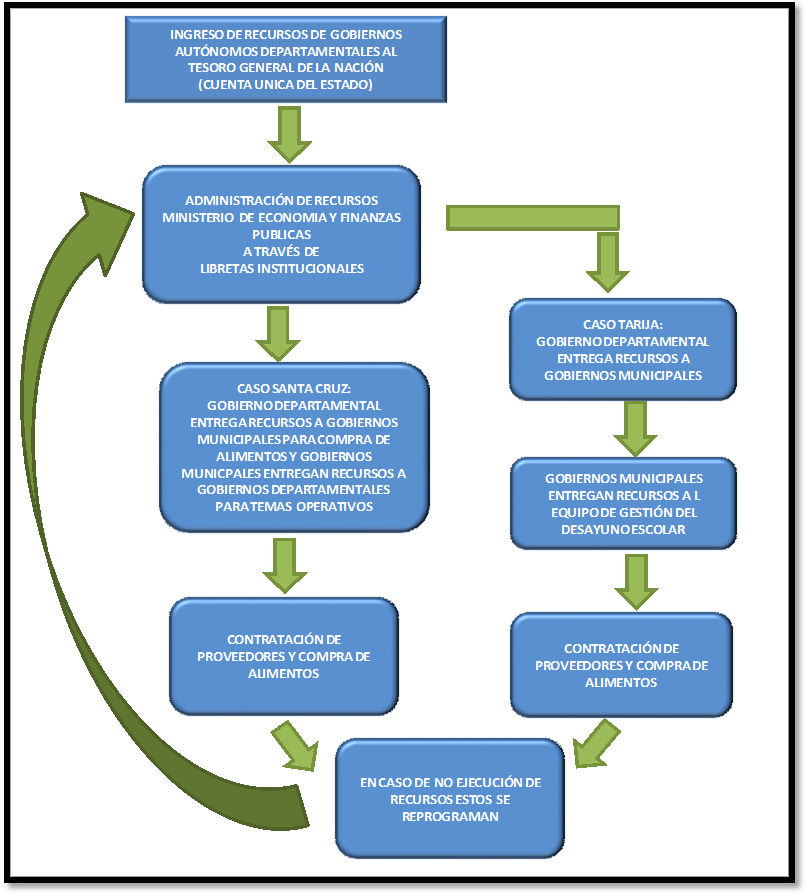 INGRESO DE RECURSOS DE GOBIERNOS
AUTÓNOMOS DEPARTAMENTALES AL
TESORO GENERAL DE LA NACIÓN
(CUENTA UNICA DEL ESTADO)
ADMINISTRACIÓN DE RECURSOS
MINISTERIO DE ECONOMIA Y FINANZAS
PUBLICAS
A TRAVÉS DE
LIBRETAS INSTITUCIONALES
CASO SANTA CRUZ:
GOBIERNO DEPARTAMENTAL
ENTREGA RECURSOS A GOBIERNOS
MUNICIPALES PARA COMPRA DE
ALIMENTOS Y GOBIERNOS
MUNICPALES ENTREGAN RECURSOS A
GOBIERNOS DEPARTAMENTALES
PARA TEMAS OPERATIVOS
CONTRATACIÓN DE
PROVEEDORES Y COMPRA DE
ALIMENTOS
CASO TARIJA:
GOBIERNO DEPARTAMENTAL
ENTREGA RECURSOS A
GOBIERNOS MUNICIPALES
GOBIERNOS MUNICIPALES
ENTREGAN RECURSOS A L
EQUIPO DE GESTIÓN DEL
DESAYUNO ESCOLAR
CONTRATACIÓN DE
PROVEEDORES Y COMPRA DE
ALIMENTOS
EN CASO DE NO EJECUCIÓN DE
RECURSOS ESTOS SE
REPROGRAMAN